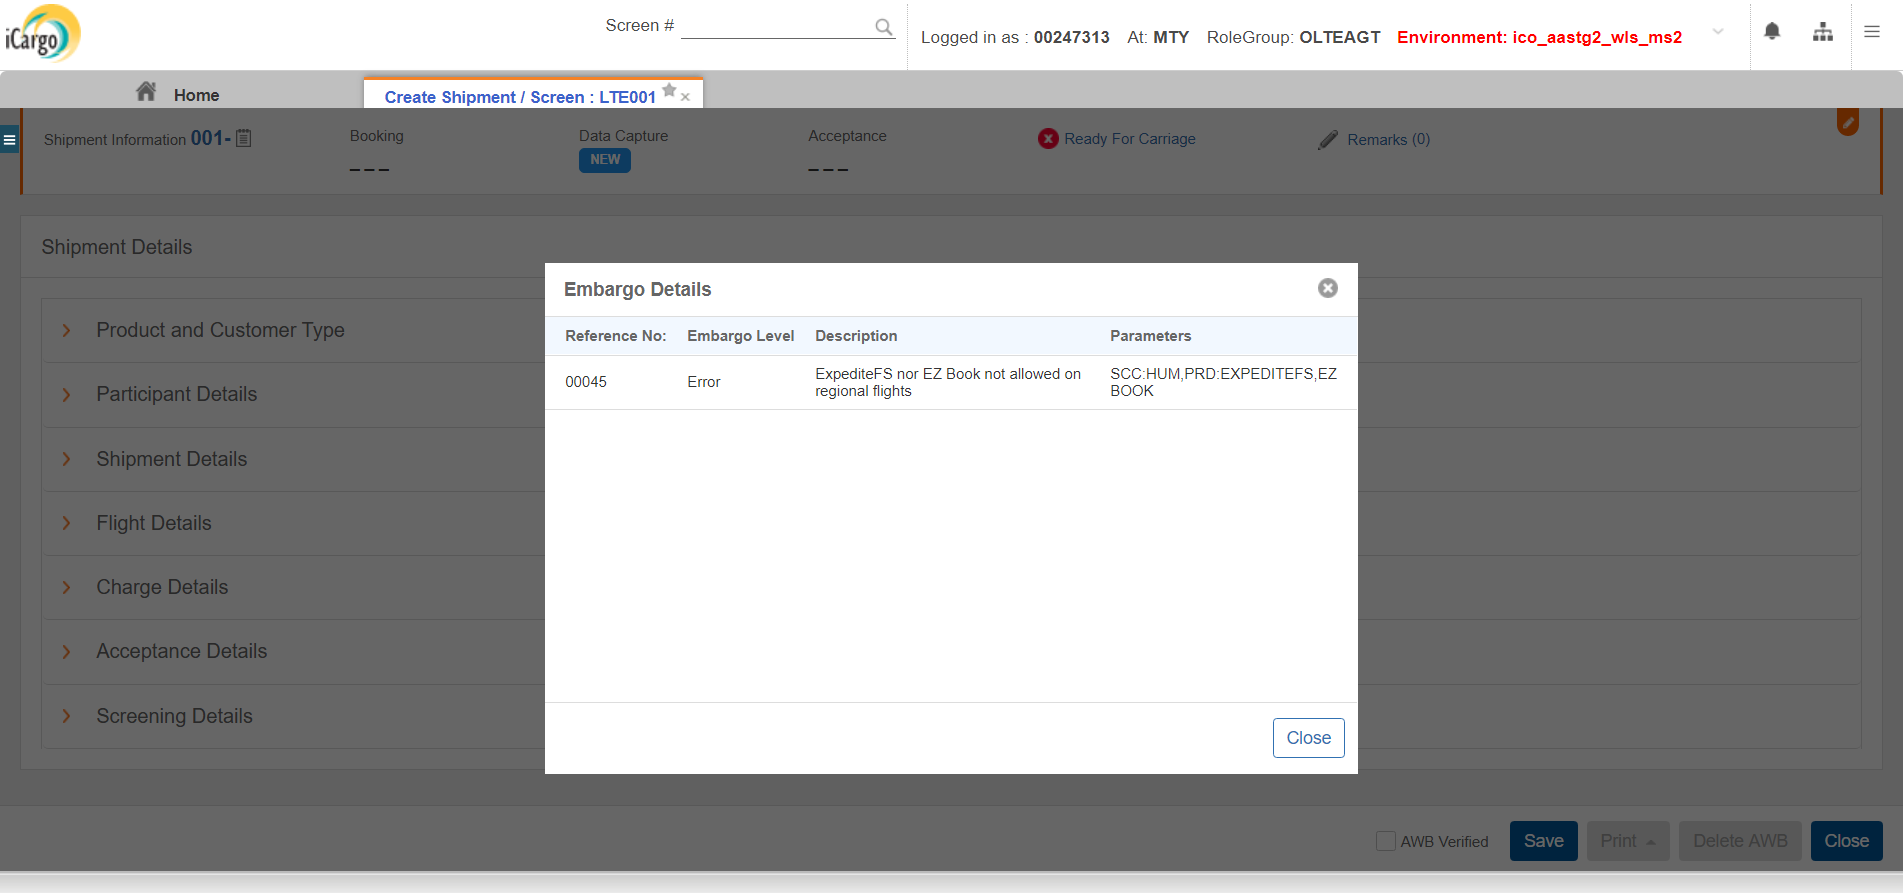 iCargo
Screen #
Logged in as : 00247313 At: MTY RoleGroup: OLTEAGT Environment: ico_aastg2_wls_ms2
Home
Create Shipment / Screen : LTE001
Shipment Information 001-
Booking
Data Capture
Acceptance
Ready For Carriage
Remarks (0)
NEW
Shipment Details
Product and Customer Type
Participant Details
Shipment Details
Flight Details
Charge Details
Acceptance Details
Screening Details
Embargo Details
Reference No: Embargo Level Description Parameters
00045 Error
ExpediteFS nor EZ Book not allowed on
regional flights
SCC:HUM,PRD:EXPEDITEFS,EZ
BOOK
Close
AWB Verified
Save
Print
Delete AWB
Close